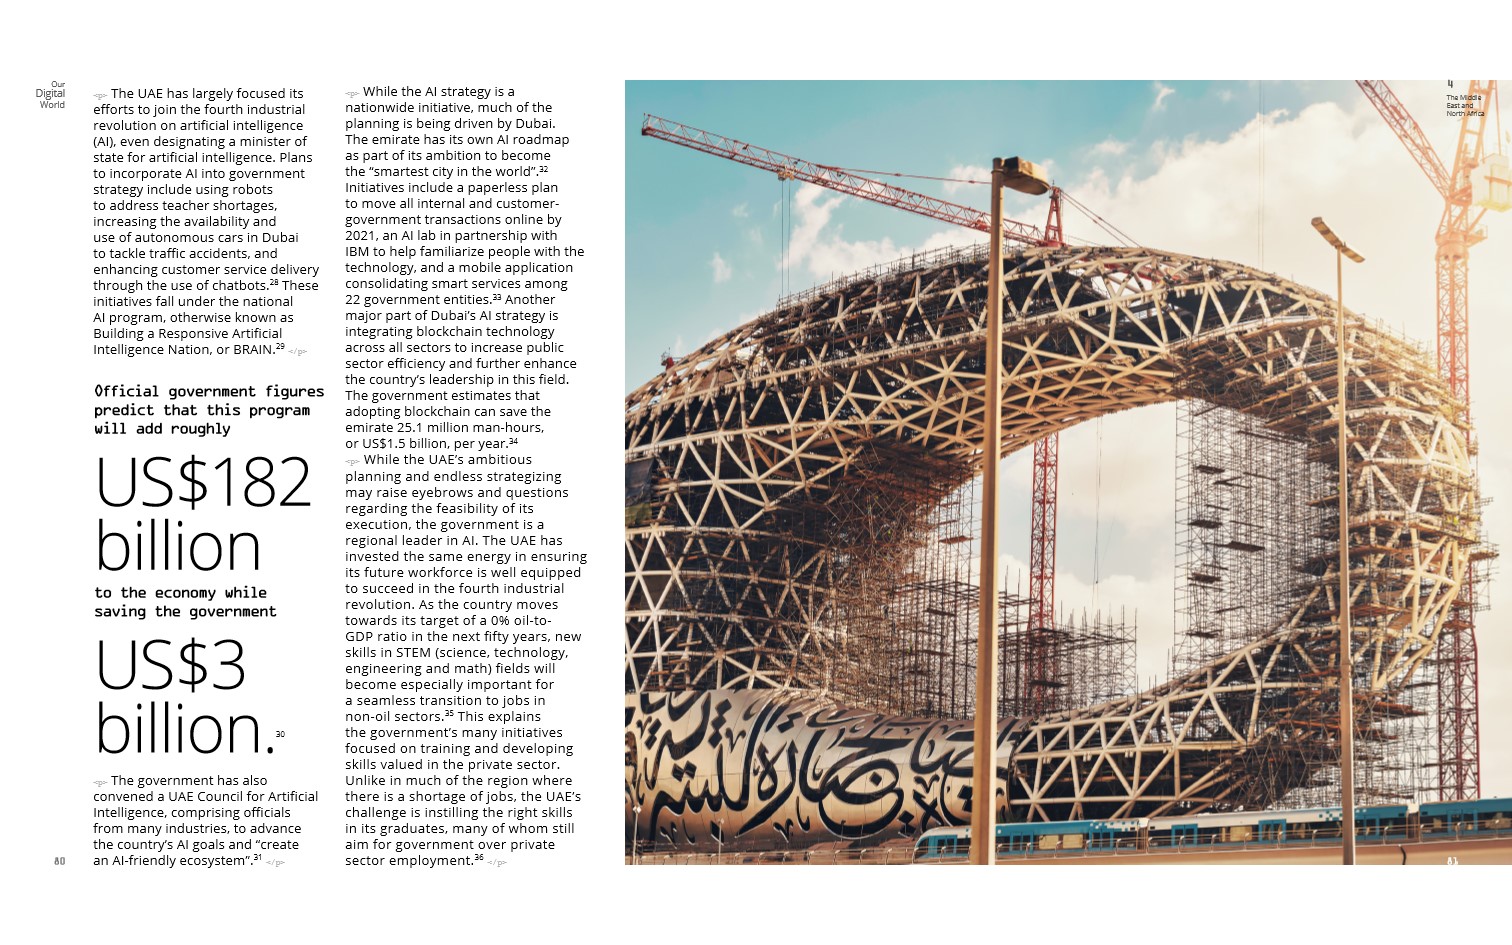 Our
Digital
World
<p> The UAE has largely focused its
efforts to join the fourth industrial
revolution on artificial intelligence
(AI), even designating a minister of
state for artificial intelligence. Plans
to incorporate AI into government
strategy include using robots
to address teacher shortages,
increasing the availability and
use of autonomous cars in Dubai
to tackle traffic accidents, and
enhancing customer service delivery
through the use of chatbots.²⁸ These
initiatives fall under the national
AI program, otherwise known as
Building a Responsive Artificial
Intelligence Nation, or BRAIN.²⁹ </p>
Official government figures
predict that this program
will add roughly
US$182
billion
to the economy while
saving the government
US$3
billion.³⁰
<p> The government has also
convened a UAE Council for Artificial
Intelligence, comprising officials
from many industries, to advance
the country’s AI goals and “create
an AI-friendly ecosystem”.³¹ </p>
80
<p> While the AI strategy is a
nationwide initiative, much of the
planning is being driven by Dubai.
The emirate has its own AI roadmap
as part of its ambition to become
the “smartest city in the world”.³²
Initiatives include a paperless plan
to move all internal and customer-
government transactions online by
2021, an AI lab in partnership with
IBM to help familiarize people with the
technology, and a mobile application
consolidating smart services among
22 government entities.³³ Another
major part of Dubai’s AI strategy is
integrating blockchain technology
across all sectors to increase public
sector efficiency and further enhance
the country’s leadership in this field.
The government estimates that
adopting blockchain can save the
emirate 25.1 million man-hours,
or US$1.5 billion, per year.³⁴
<p> While the UAE’s ambitious
planning and endless strategizing
may raise eyebrows and questions
regarding the feasibility of its
execution, the government is a
regional leader in AI. The UAE has
invested the same energy in ensuring
its future workforce is well equipped
to succeed in the fourth industrial
revolution. As the country moves
towards its target of a 0% oil-to-
GDP ratio in the next fifty years, new
skills in STEM (science, technology,
engineering and math) fields will
become especially important for
a seamless transition to jobs in
non-oil sectors.³⁵ This explains
the government’s many initiatives
focused on training and developing
skills valued in the private sector.
Unlike in much of the region where
there is a shortage of jobs, the UAE’s
challenge is instilling the right skills
in its graduates, many of whom still
aim for government over private
sector employment.³⁶ </p>
4
The Middle
East and
North Africa
81